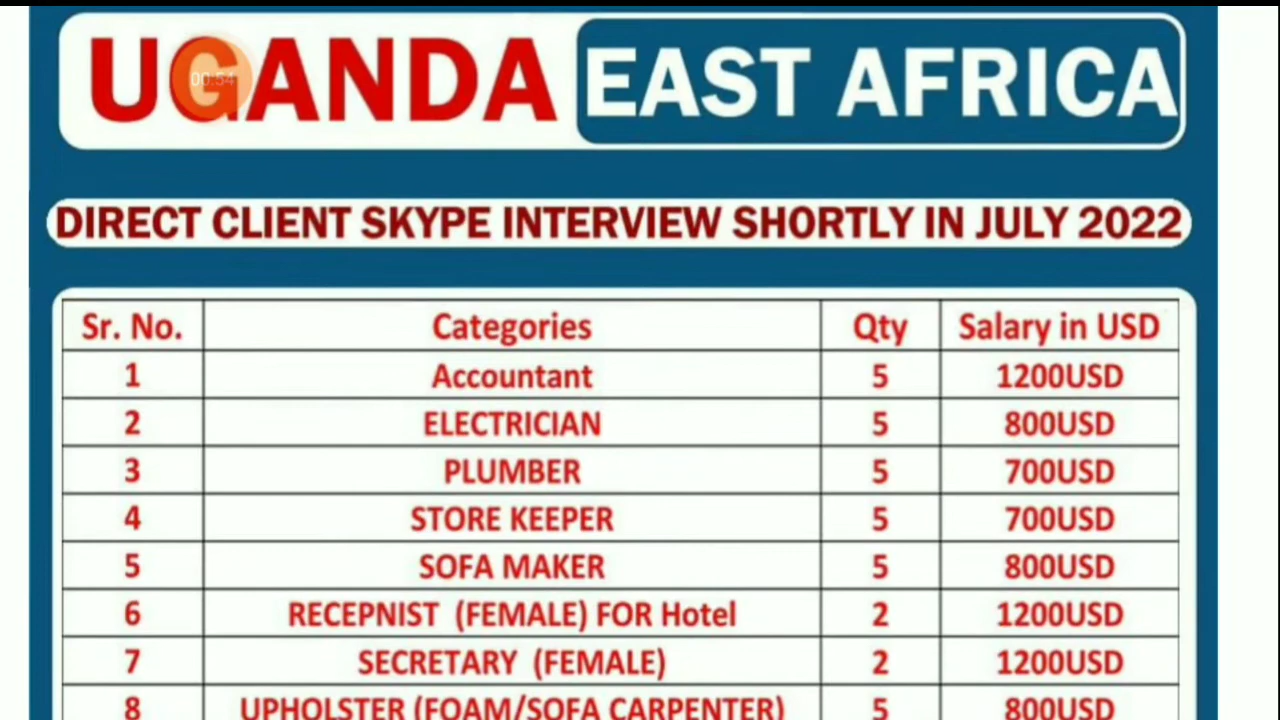 UGANDA EAST AFRICA
00:54
DIRECT CLIENT SKYPE INTERVIEW SHORTLY IN JULY 2022
Sr. No. Categories Qty Salary in USD
1 Accountant 5 1200USD
2 ELECTRICIAN 5 800USD
3 PLUMBER 5 700USD
4 STORE KEEPER 5 700USD
5 SOFA MAKER 5 800USD
6 RECEPNIST (FEMALE) FOR Hotel 2 1200USD
7 SECRETARY (FEMALE) 2 1200USD
8 UPHOLSTER (FOAM/SOFA CARPENTER) 5 800USD